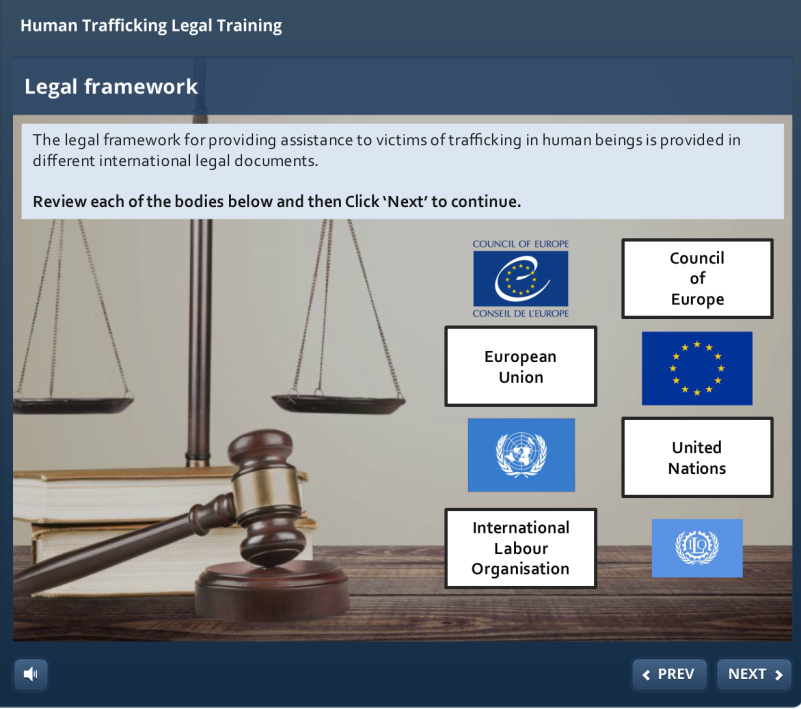 Human Trafficking Legal Training
Legal framework
The legal framework for providing assistance to victims of trafficking in human beings is provided in
different international legal documents.
Review each of the bodies below and then Click ‘Next’ to continue.
COUNCIL OF EUROPE
CONSEIL DE L'EUROPE
Council
of
Europe
European
Union
United
Nations
International
Labour
Organisation
ILO
PREV
NEXT